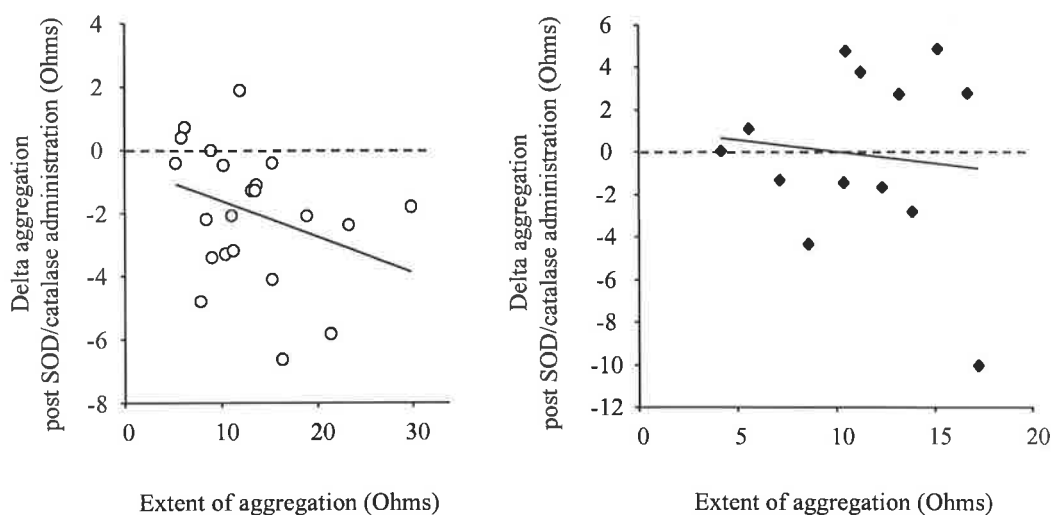 Delta aggregation
post SOD/catalase administration (Ohms)
4
2
0
-2
-4
-6
-8
0 10 20 30
Extent of aggregation (Ohms)
Delta aggregation
post SOD/catalase administration (Ohms)
6
4
2
0
-2
-4
-6
-8
-10
-12
0 5 10 15 20
Extent of aggregation (Ohms)